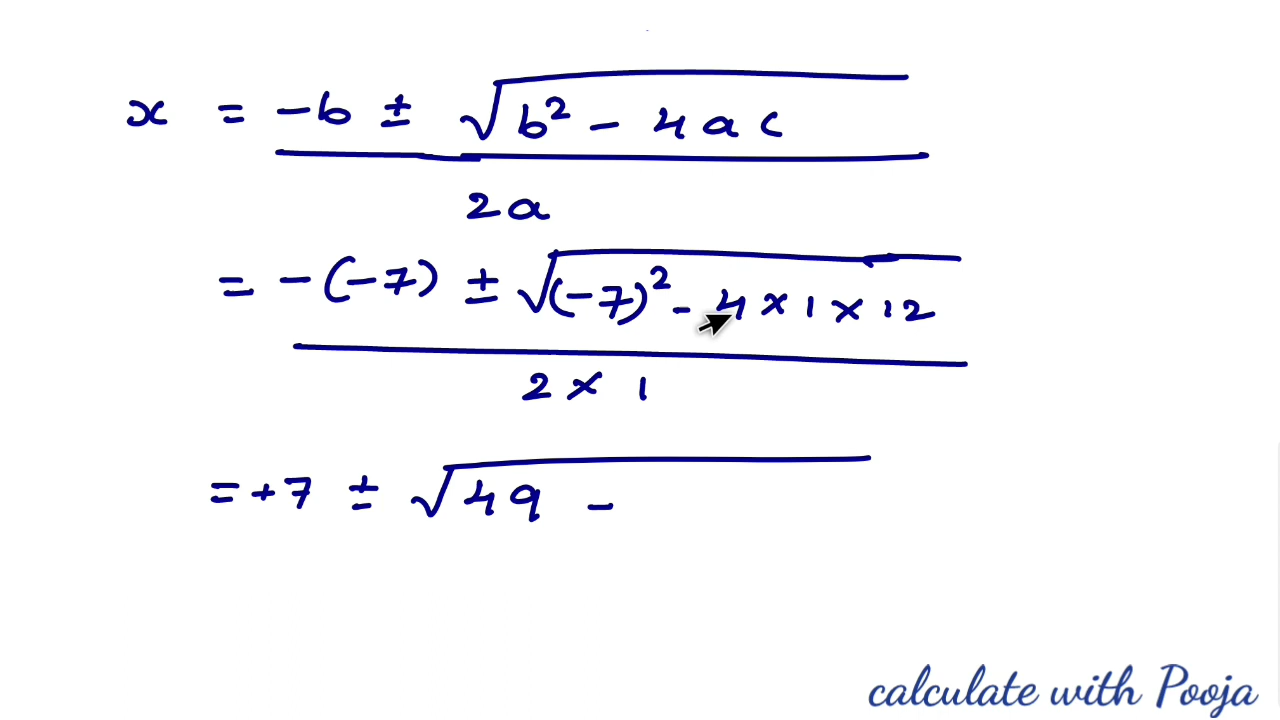 x = -b ± √b² - 4ac
2a
= -(-7) ± √(-7)² - 4 × 1 × 12
2 × 1
= +7 ± √49 -
calculate with Pooja